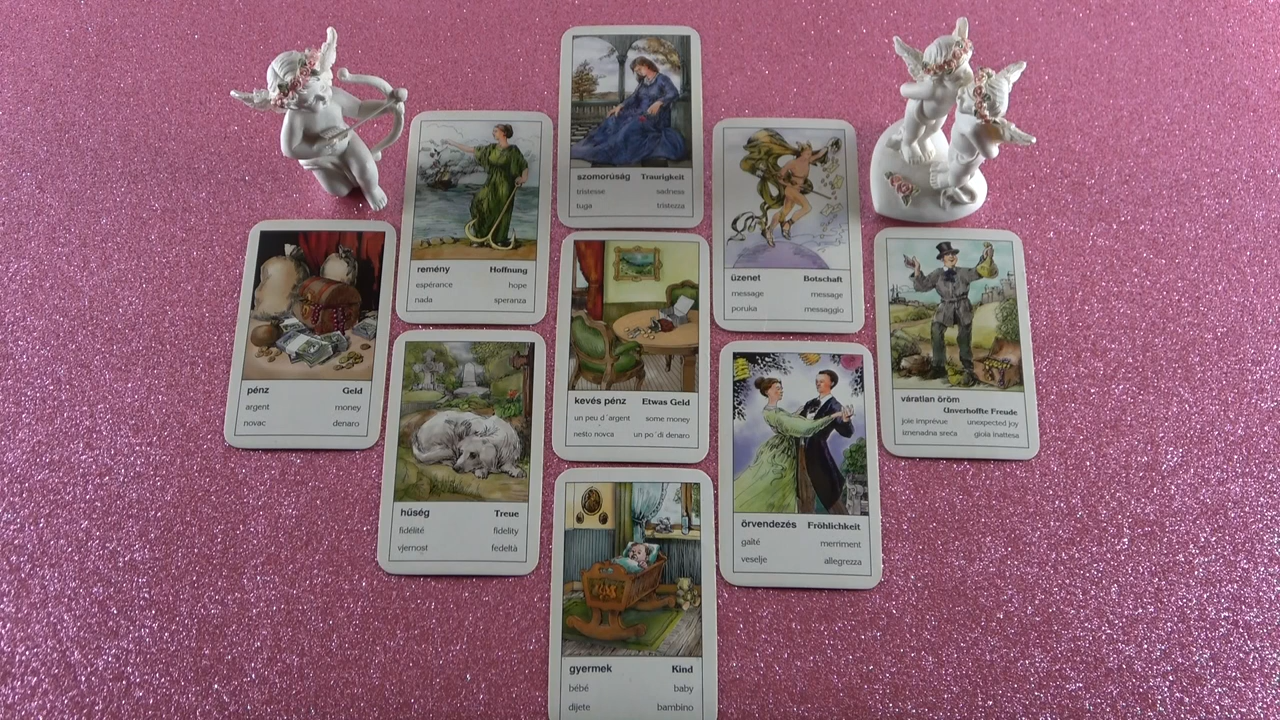 szomorúság Traurigkeit
tristesse sadness
tuga tristezza
remény Hoffnung
espérance hope
nada speranza
üzenet Botschaft
message message
poruka messaggio
pénz Geld
argent money
novac denaro
kevés pénz Etwas Geld
un peu d´argent some money
nešto novca un po´di denaro
váratlan öröm
Unverhoffte Freude
joie imprévue unexpected joy
iznenadna sreća gioia inattesa
hűség Treue
fidélité fidelity
vjernost fedeltà
örvendezés Fröhlichkeit
gaîté merriment
veselje allegrezza
gyermek Kind
bébé baby
dijete bambino